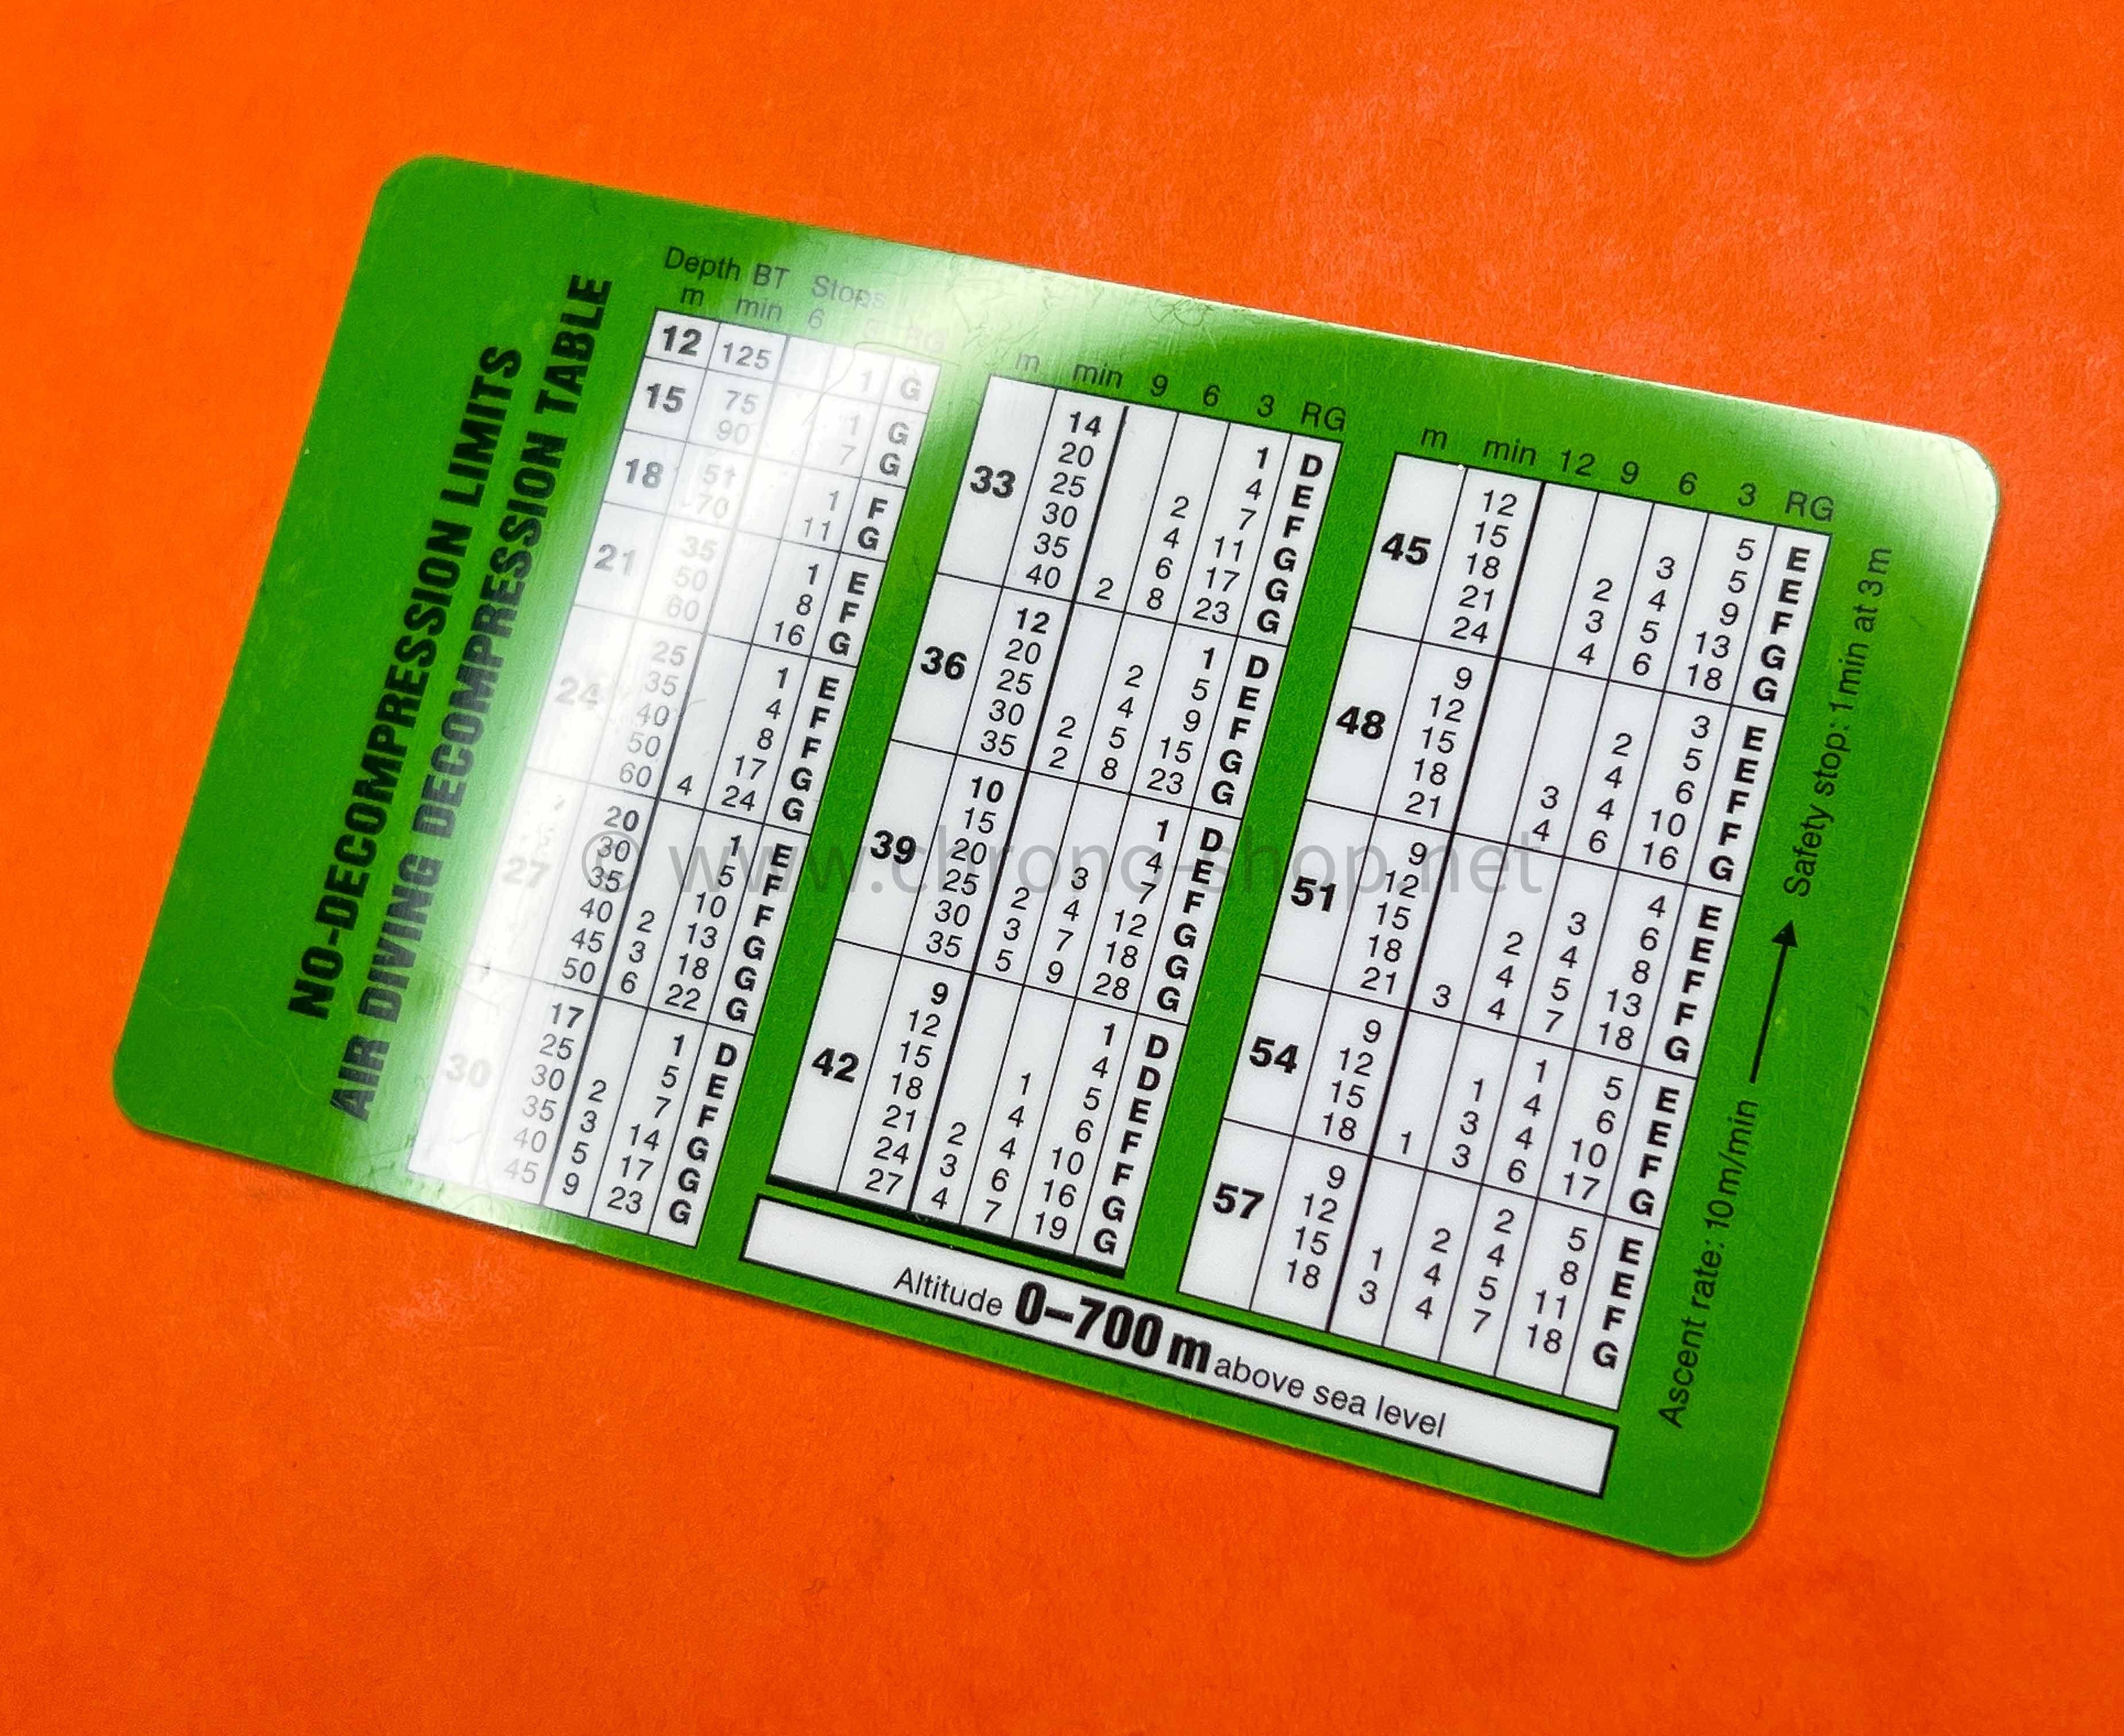 NO-DECOMPRESSION LIMITS
AIR DIVING DECOMPRESSION TABLE
Depth BT Stops
m min 6 3 RG
12 125 1 G
15 75 1 G
90 7 G
18 51 1 F
70 11 G
21 35 1 E
50 8 F
60 16 G
24 25 1 E
35 4 F
40 8 F
50 17 G
60 4 24 G
27 20 1 E
30 5 F
35 10 F
40 2 13 G
45 3 18 G
50 6 22 G
30 17 1 D
25 5 E
30 2 7 F
35 3 14 G
40 5 17 G
45 9 23 G
m min 9 6 3 RG
33 14 1 D
20 4 E
25 2 7 F
30 4 11 G
35 6 17 G
40 2 8 23 G
36 12 1 D
20 2 5 E
25 4 9 F
30 2 5 15 G
35 2 8 23 G
39 10 1 D
15 4 E
20 3 7 F
25 2 4 12 G
30 3 7 18 G
35 5 9 28 G
42 9 1 D
12 4 D
15 1 5 E
18 4 6 F
21 2 4 10 F
24 3 6 16 G
27 4 7 19 G
m min 12 9 6 3 RG
45 12 5 E
15 3 5 E
18 2 4 9 F
21 3 5 13 G
24 4 6 18 G
48 9 3 E
12 2 5 E
15 4 6 F
18 3 4 10 F
21 4 6 16 G
51 9 4 E
12 3 6 E
15 2 4 8 F
18 4 5 13 F
21 3 4 7 18 G
54 9 1 5 E
12 1 4 6 E
15 3 4 10 F
18 1 3 6 17 G
57 9 2 5 E
12 2 4 8 E
15 1 4 5 11 F
18 3 4 7 18 G
Altitude 0–700 m above sea level
Ascent rate: 10 m/min → Safety stop: 1 min at 3 m
© www.chrono-shop.net